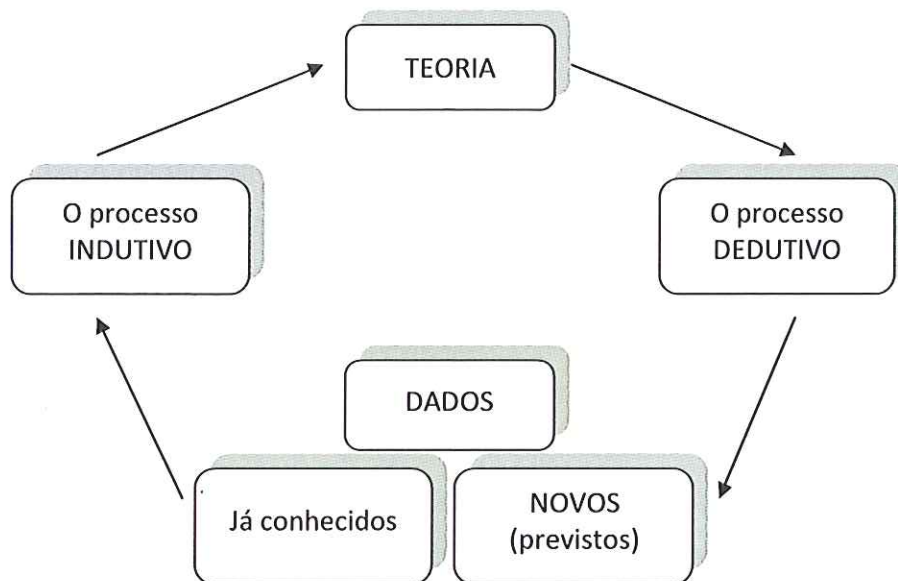 TEORIA
O processo
INDUTIVO
O processo
DEDUTIVO
DADOS
Já conhecidos
NOVOS
(previstos)